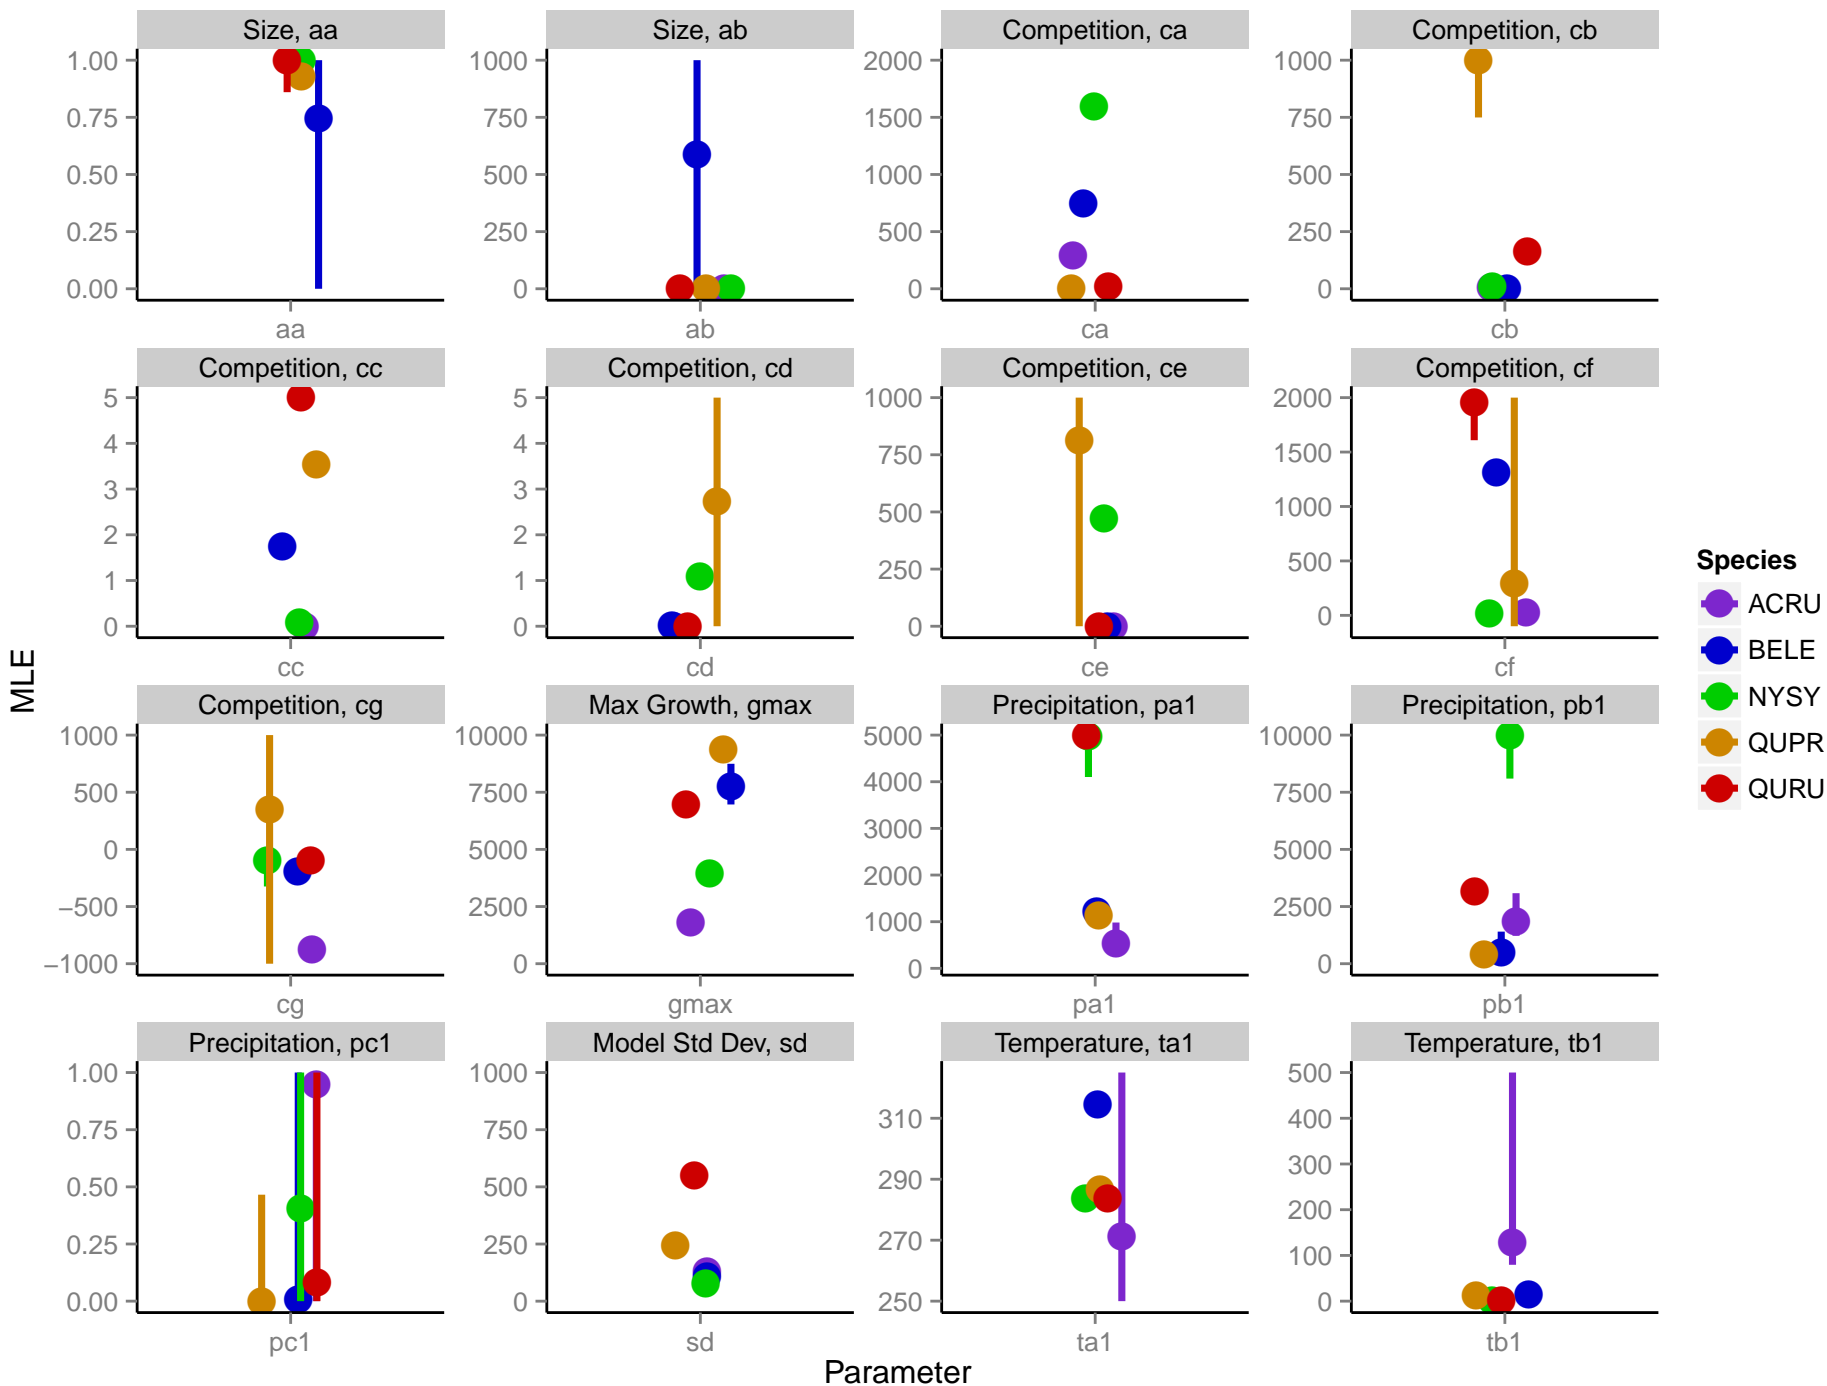 Size, aa
Size, ab
Competition, ca
Competition, cb
1.00
0.75
0.50
0.25
0.00
1000
750
500
250
0
2000
1500
1000
500
0
1000
750
500
250
0
aa
ab
ca
cb
Competition, cc
Competition, cd
Competition, ce
Competition, cf
5
4
3
2
1
0
5
4
3
2
1
0
1000
750
500
250
0
2000
1500
1000
500
0
cc
cd
ce
cf
Competition, cg
Max Growth, gmax
Precipitation, pa1
Precipitation, pb1
1000
500
0
−500
−1000
10000
7500
5000
2500
0
5000
4000
3000
2000
1000
0
10000
7500
5000
2500
0
cg
gmax
pa1
pb1
Precipitation, pc1
Model Std Dev, sd
Temperature, ta1
Temperature, tb1
1.00
0.75
0.50
0.25
0.00
1000
750
500
250
0
310
290
270
250
500
400
300
200
100
0
pc1
sd
ta1
tb1
MLE
Parameter
Species
ACRU
BELE
NYSY
QUPR
QURU